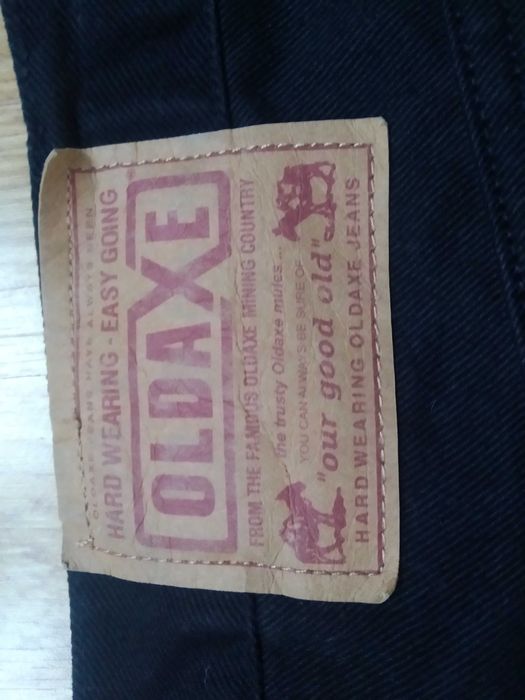 OLDAXE JEANS HAVE ALWAYS BEEN
HARD WEARING - EASY GOING
OLDAXE®
FROM THE FAMOUS OLDAXE MINING COUNTRY
the trusty Oldaxe mules...
YOU CAN ALWAYS BE SURE OF
"our good old"
HARD WEARING OLDAXE JEANS